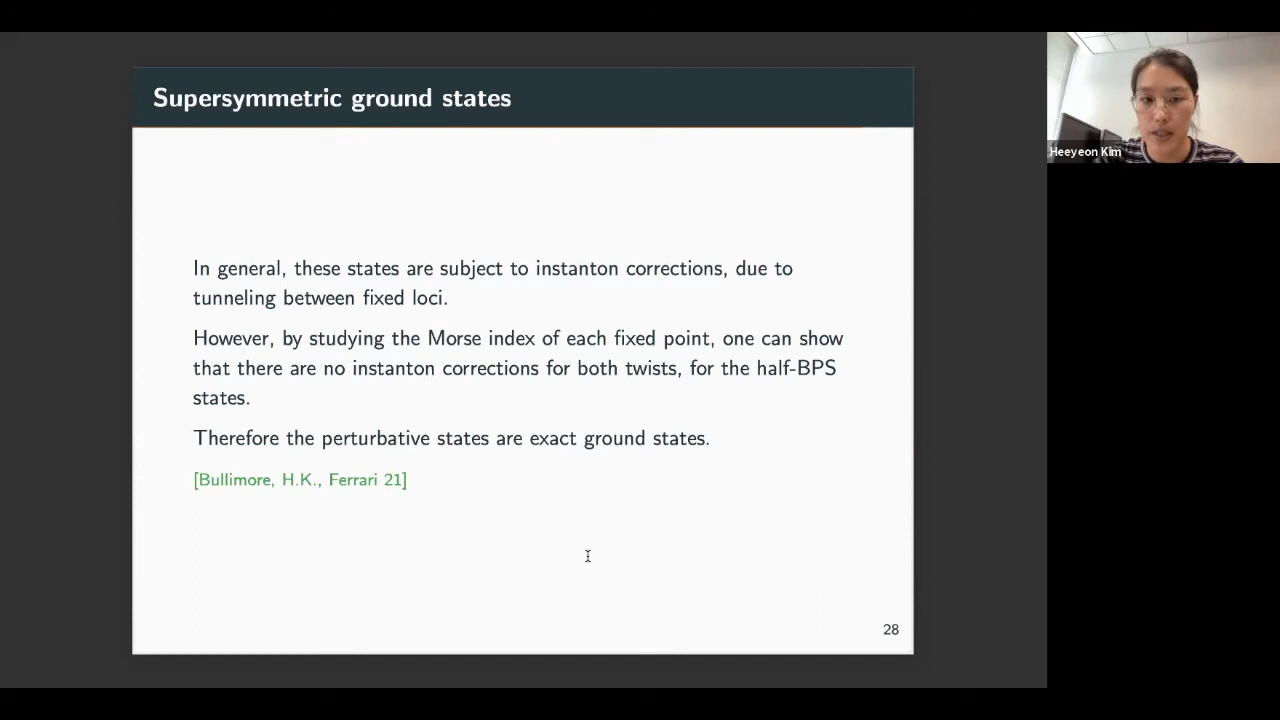 Supersymmetric ground states
Heeyeon Kim
In general, these states are subject to instanton corrections, due to
tunneling between fixed loci.
However, by studying the Morse index of each fixed point, one can show
that there are no instanton corrections for both twists, for the half-BPS
states.
Therefore the perturbative states are exact ground states.
[Bullimore, H.K., Ferrari 21]
28